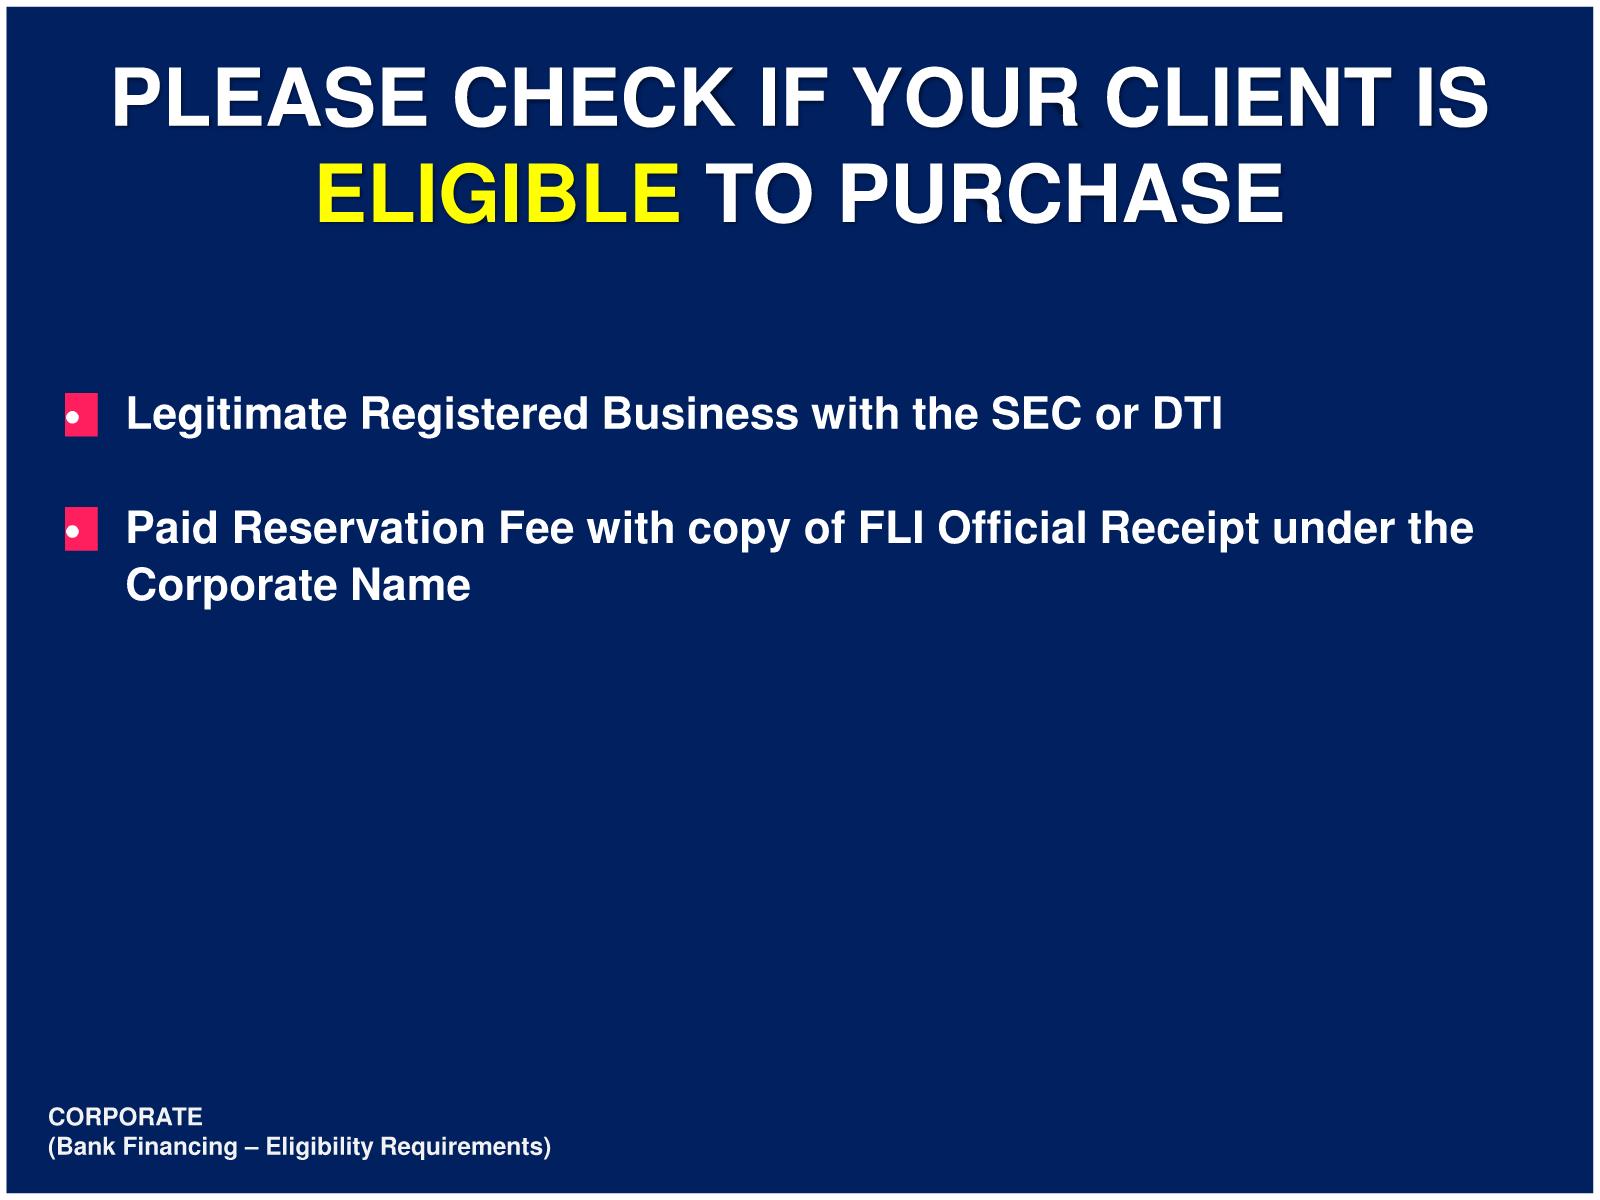 PLEASE CHECK IF YOUR CLIENT IS
ELIGIBLE TO PURCHASE
• Legitimate Registered Business with the SEC or DTI
• Paid Reservation Fee with copy of FLI Official Receipt under the
Corporate Name
CORPORATE
(Bank Financing – Eligibility Requirements)